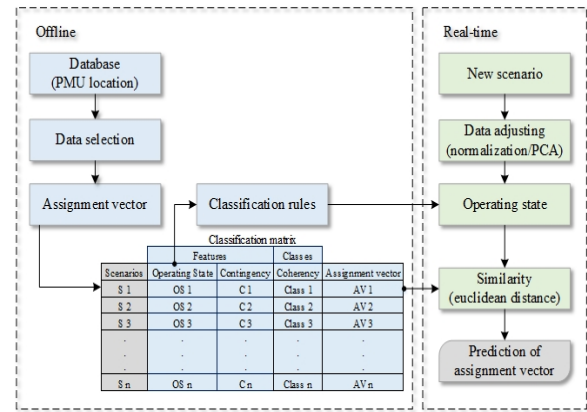 Offline
Database
(PMU location)
Data selection
Assignment vector
Classification rules
Classification matrix
Features Classes
Scenarios Operating State Contingency Coherency Assignment vector
S 1 OS 1 C 1 Class 1 AV 1
S 2 OS 2 C 2 Class 2 AV 2
S 3 OS 3 C 3 Class 3 AV 3
. . . . .
. . . . .
. . . . .
S n OS n C n Class n AV n
Real-time
New scenario
Data adjusting
(normalization/PCA)
Operating state
Similarity
(euclidean distance)
Prediction of
assignment vector